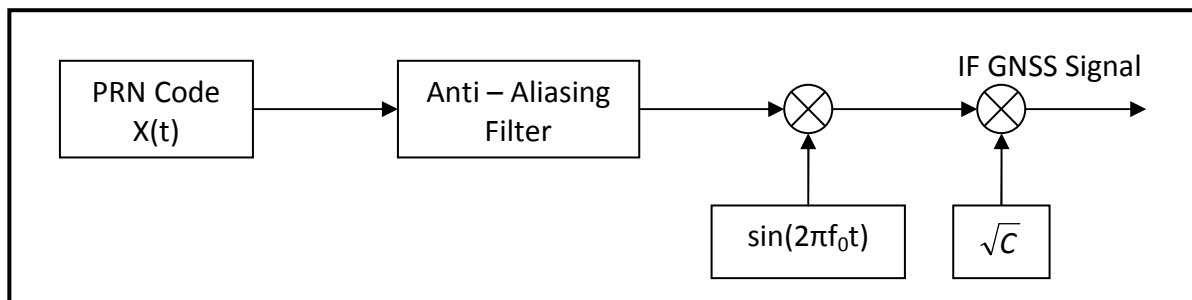 PRN Code
X(t)
Anti – Aliasing
Filter
IF GNSS Signal
sin(2πf₀t)
√C